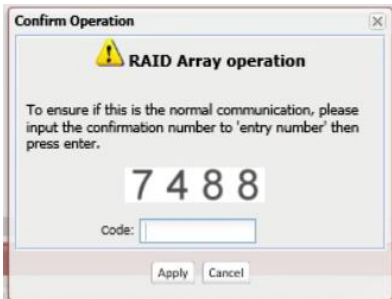 Confirm Operation
RAID Array operation
To ensure if this is the normal communication, please
input the confirmation number to 'entry number' then
press enter.
7488
Code:
Apply Cancel